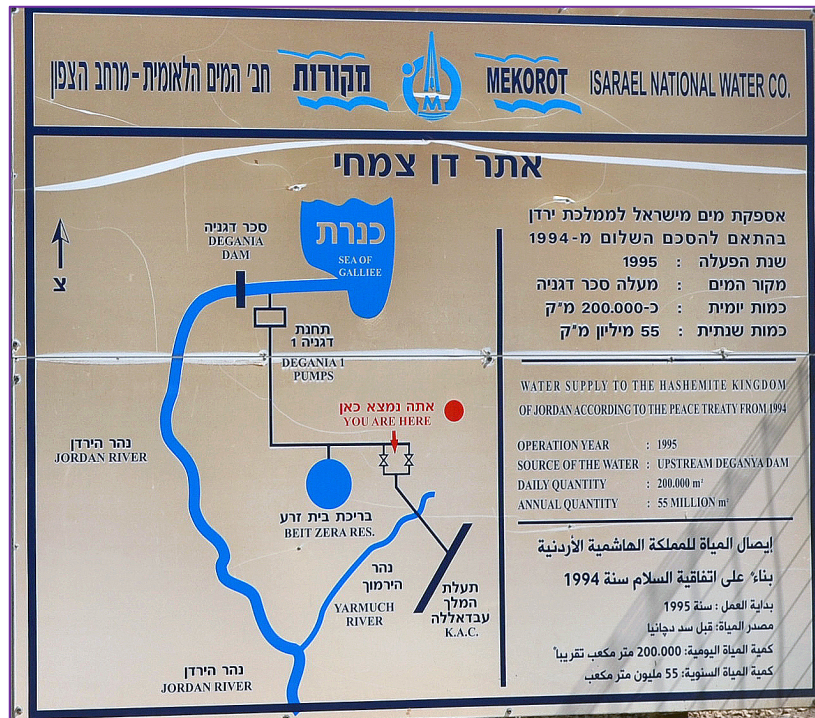 חב' המים הלאומית - מרחב הצפון
מקורות
M
MEKOROT
ISARAEL NATIONAL WATER CO.
אתר דן צמחי
כנרת
SEA OF
GALLIEE
סכר דגניה
DEGANIA
DAM
צ
תחנת
דגניה 1
DEGANIA 1
PUMPS
אתה נמצא כאן
YOU ARE HERE
נהר הירדן
JORDAN RIVER
בריכת בית זרע
BEIT ZERA RES.
נהר
הירמוך
YARMUCH
RIVER
תעלת
המלך
עבדאללה
K.A.C.
נהר הירדן
JORDAN RIVER
אספקת מים מישראל לממלכת ירדן
בהתאם להסכם השלום מ-1994
שנת הפעלה : 1995
מקור המים : מעלה סכר דגניה
כמות יומית : כ-200.000 מ"ק
כמות שנתית : 55 מיליון מ"ק
WATER SUPPLY TO THE HASHEMITE KINGDOM
OF JORDAN ACCORDING TO THE PEACE TREATY FROM 1994
OPERATION YEAR : 1995
SOURCE OF THE WATER : UPSTREAM DEGANYA DAM
DAILY QUANTITY : 200.000 m³
ANNUAL QUANTITY : 55 MILLION m³
إيصال المياة للمملكة الهاشمية الأردنية
بناءً على اتفاقية السلام سنة 1994
بداية العمل : سنة 1995
مصدر المياة: قبل سد دچانيا
كمية المياة اليومية: 200.000 متر مكعب تقريباً
كمية المياة السنوية: 55 مليون متر مكعب